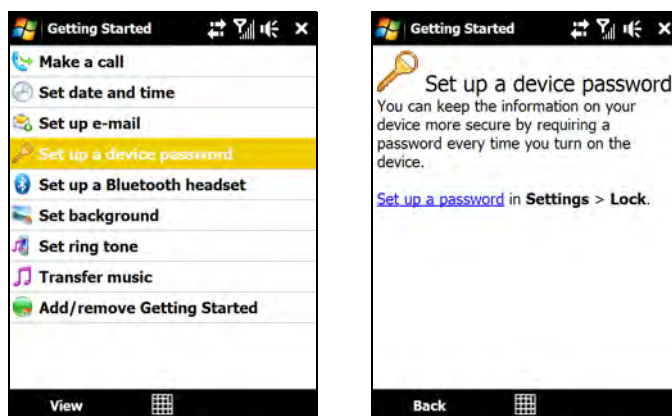 Getting Started
Make a call
Set date and time
Set up e-mail
Set up a device password
Set up a Bluetooth headset
Set background
Set ring tone
Transfer music
Add/remove Getting Started
View
Getting Started
Set up a device password
You can keep the information on your
device more secure by requiring a
password every time you turn on the
device.
Set up a password in Settings > Lock.
Back